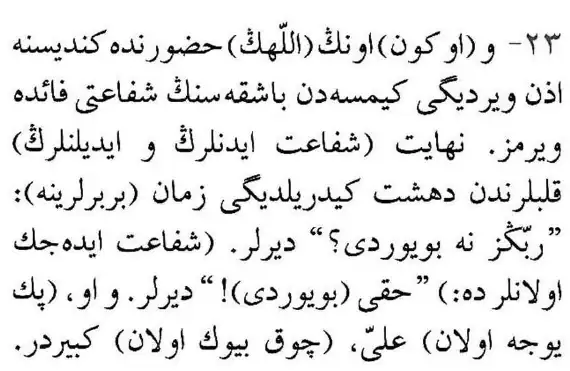 ٢٣- و (او كون) اونڭ (اللّٰهڭ) حضورنده كنديسنه
اذن ويرديگى كيمسه‌دن باشقه‌سنڭ شفاعتى فائده
ويرمز. نهايت (شفاعت ايدنلرڭ و ايديلنلرڭ)
قلبلرندن دهشت كيدريلديگى زمان (بربرلرينه):
”ربّڭز نه بويوردى؟“ ديرلر. (شفاعت ايده‌جك
اولانلر ده:) ”حقى (بويوردى)!“ ديرلر. و او، (پك
يوجه اولان) علىّ، (چوق بيوك اولان) كبيردر.